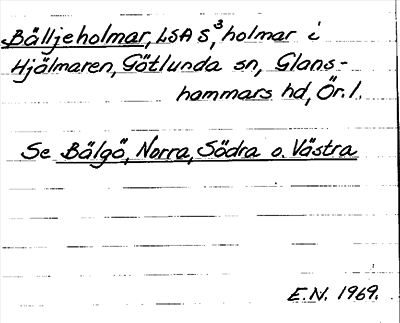 Bälljeholmar, LSA S,³ holmar i
Hjälmaren, Götlunda sn, Glans-
hammars hd, Ör. l.
Se Bälgö, Norra, Södra o. Västra
E.N. 1969.